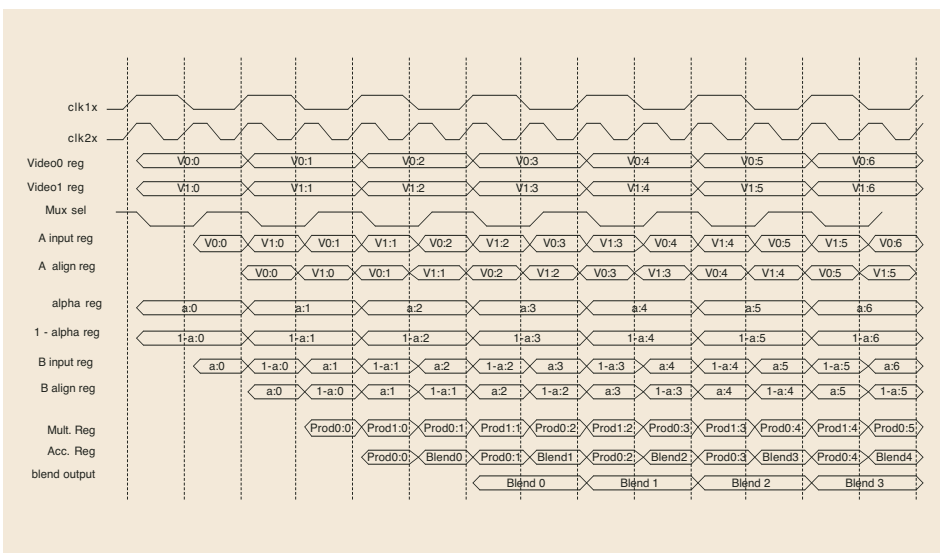 clk1x
clk2x
Video0 reg V0:0 V0:1 V0:2 V0:3 V0:4 V0:5 V0:6
Video1 reg V1:0 V1:1 V1:2 V1:3 V1:4 V1:5 V1:6
Mux sel
A input reg V0:0 V1:0 V0:1 V1:1 V0:2 V1:2 V0:3 V1:3 V0:4 V1:4 V0:5 V1:5 V0:6
A align reg V0:0 V1:0 V0:1 V1:1 V0:2 V1:2 V0:3 V1:3 V0:4 V1:4 V0:5 V1:5
alpha reg a:0 a:1 a:2 a:3 a:4 a:5 a:6
1 - alpha reg 1-a:0 1-a:1 1-a:2 1-a:3 1-a:4 1-a:5 1-a:6
B input reg a:0 1-a:0 a:1 1-a:1 a:2 1-a:2 a:3 1-a:3 a:4 1-a:4 a:5 1-a:5 a:6
B align reg a:0 1-a:0 a:1 1-a:1 a:2 1-a:2 a:3 1-a:3 a:4 1-a:4 a:5 1-a:5
Mult. Reg Prod0:0 Prod1:0 Prod0:1 Prod1:1 Prod0:2 Prod1:2 Prod0:3 Prod1:3 Prod0:4 Prod1:4 Prod0:5
Acc. Reg Prod0:0 Blend0 Prod0:1 Blend1 Prod0:2 Blend2 Prod0:3 Blend3 Prod0:4 Blend4
blend output Blend 0 Blend 1 Blend 2 Blend 3